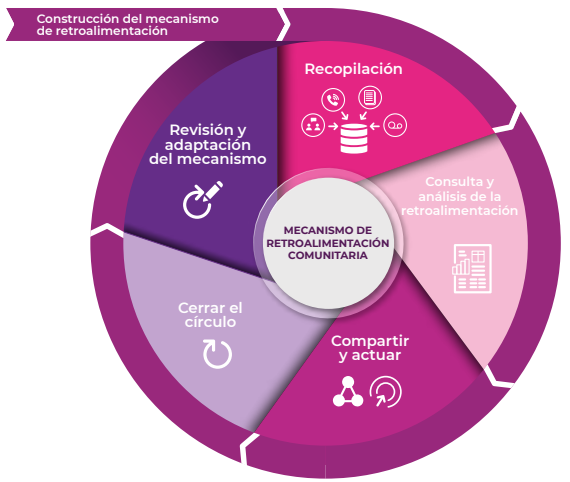 Construcción del mecanismo
de retroalimentación
Recopilación
Consulta y
análisis de la
retroalimentación
Compartir
y actuar
Cerrar el
círculo
Revisión y
adaptación
del mecanismo
MECANISMO DE
RETROALIMENTACIÓN
COMUNITARIA